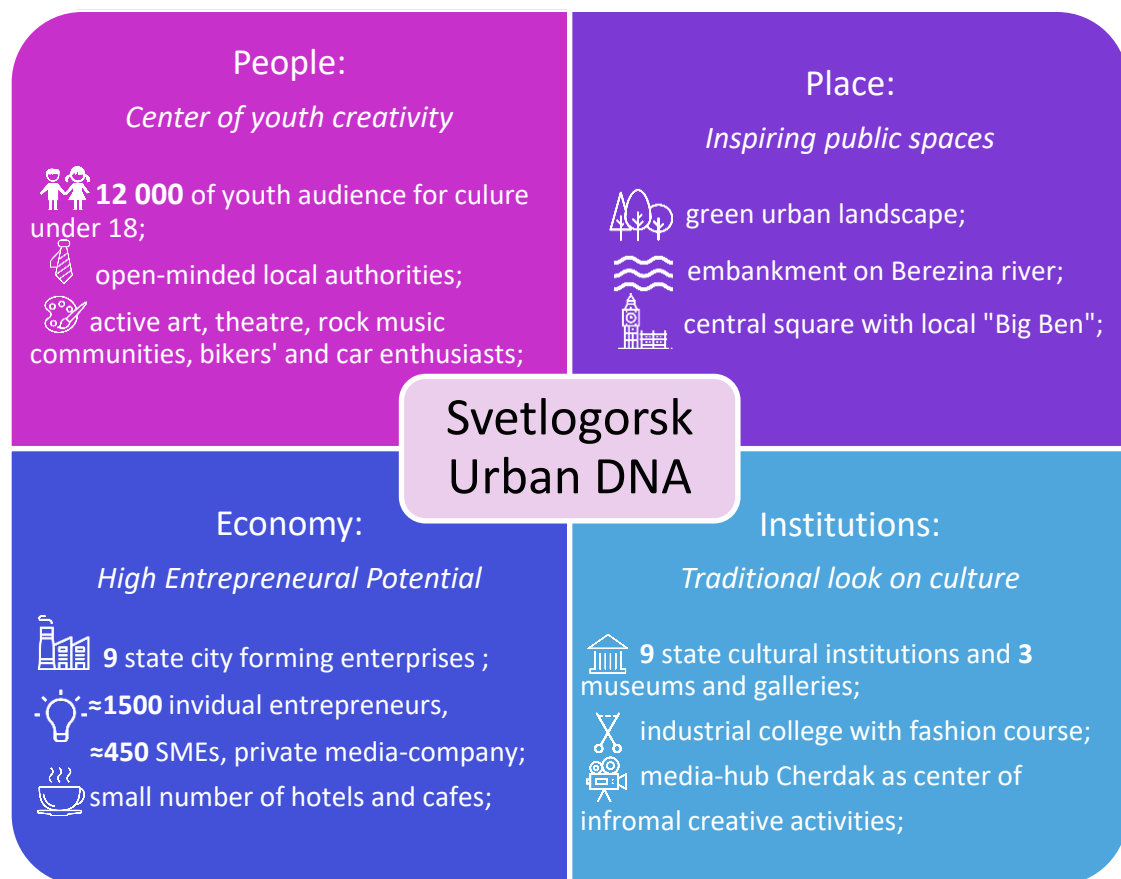 People:
Center of youth creativity
12 000 of youth audience for culure
under 18;
open-minded local authorities;
active art, theatre, rock music
communities, bikers' and car enthusiasts;
Place:
Inspiring public spaces
green urban landscape;
embankment on Berezina river;
central square with local "Big Ben";
Svetlogorsk
Urban DNA
Economy:
High Entrepreneural Potential
9 state city forming enterprises ;
≈1500 invidual entrepreneurs,
≈450 SMEs, private media-company;
small number of hotels and cafes;
Institutions:
Traditional look on culture
9 state cultural institutions and 3
museums and galleries;
industrial college with fashion course;
media-hub Cherdak as center of
infromal creative activities;